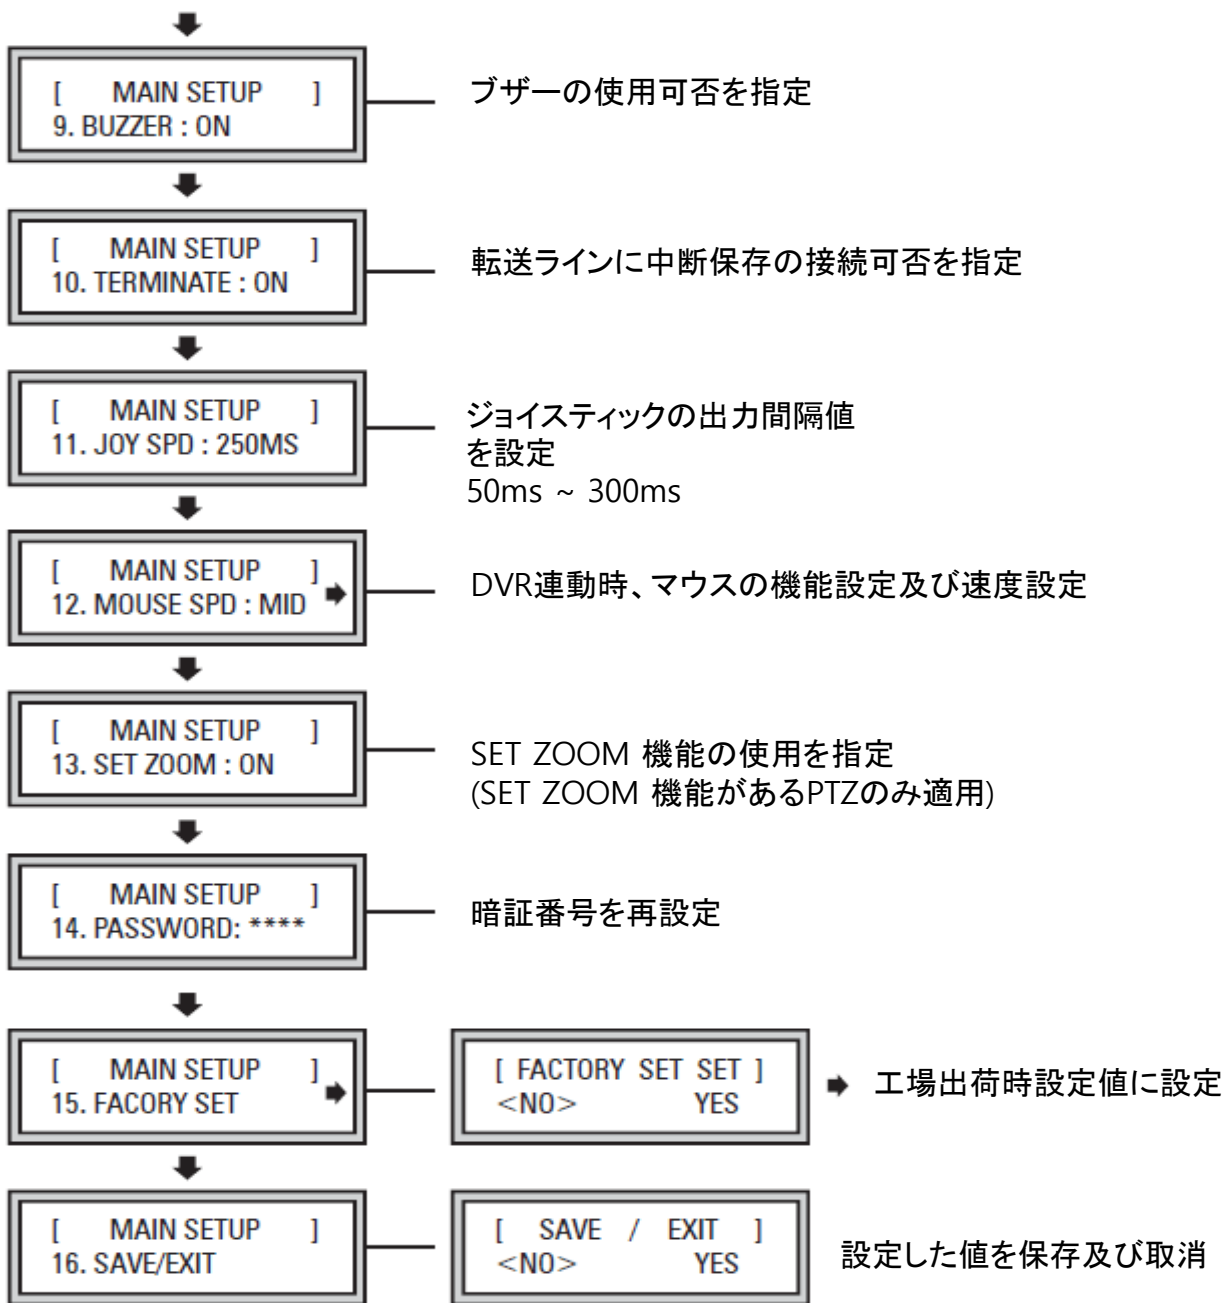 [ MAIN SETUP ]
9. BUZZER : ON
ブザーの使用可否を指定
[ MAIN SETUP ]
10. TERMINATE : ON
転送ラインに中断保存の接続可否を指定
[ MAIN SETUP ]
11. JOY SPD : 250MS
ジョイスティックの出力間隔値
を設定
50ms ~ 300ms
[ MAIN SETUP ]
12. MOUSE SPD : MID
DVR連動時、マウスの機能設定及び速度設定
[ MAIN SETUP ]
13. SET ZOOM : ON
SET ZOOM 機能の使用を指定
(SET ZOOM 機能があるPTZのみ適用)
[ MAIN SETUP ]
14. PASSWORD: ****
暗証番号を再設定
[ MAIN SETUP ]
15. FACORY SET
[ FACTORY SET SET ]
<NO> YES
工場出荷時設定値に設定
[ MAIN SETUP ]
16. SAVE/EXIT
[ SAVE / EXIT ]
<NO> YES
設定した値を保存及び取消